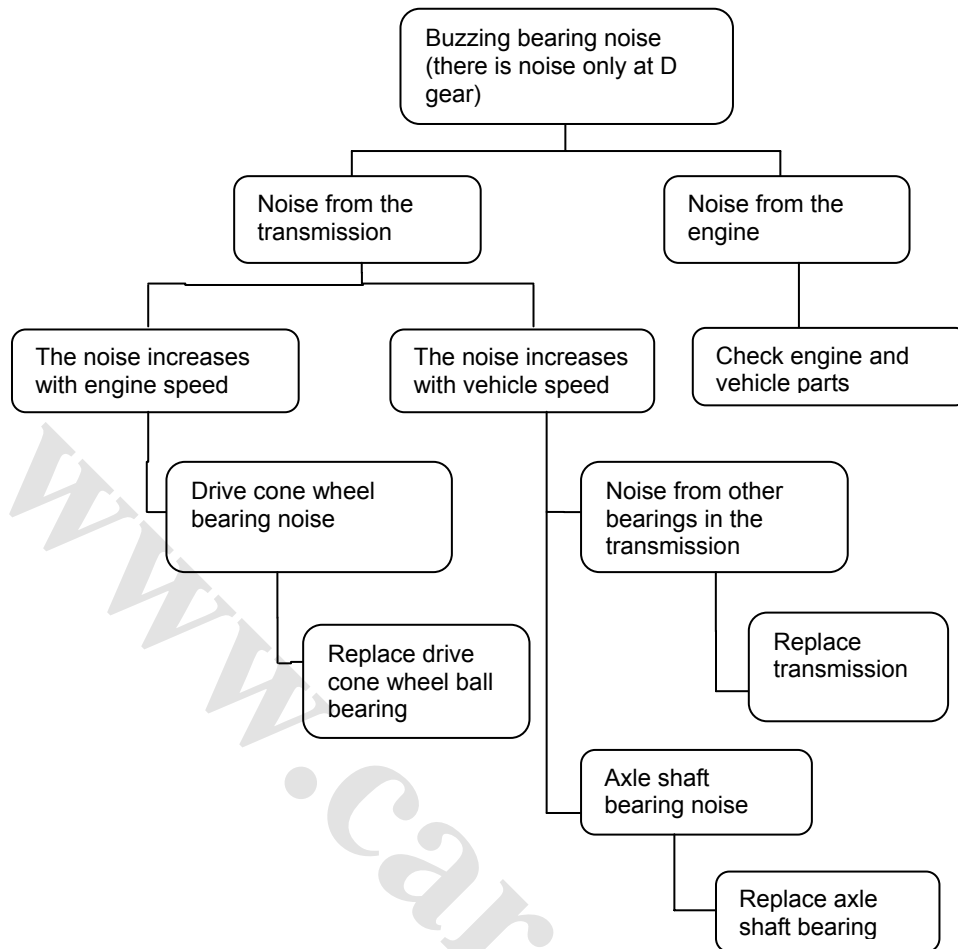 Buzzing bearing noise
(there is noise only at D
gear)
Noise from the
transmission
Noise from the
engine
The noise increases
with engine speed
The noise increases
with vehicle speed
Check engine and
vehicle parts
Drive cone wheel
bearing noise
Noise from other
bearings in the
transmission
Replace drive
cone wheel ball
bearing
Replace
transmission
Axle shaft
bearing noise
Replace axle
shaft bearing
www.car